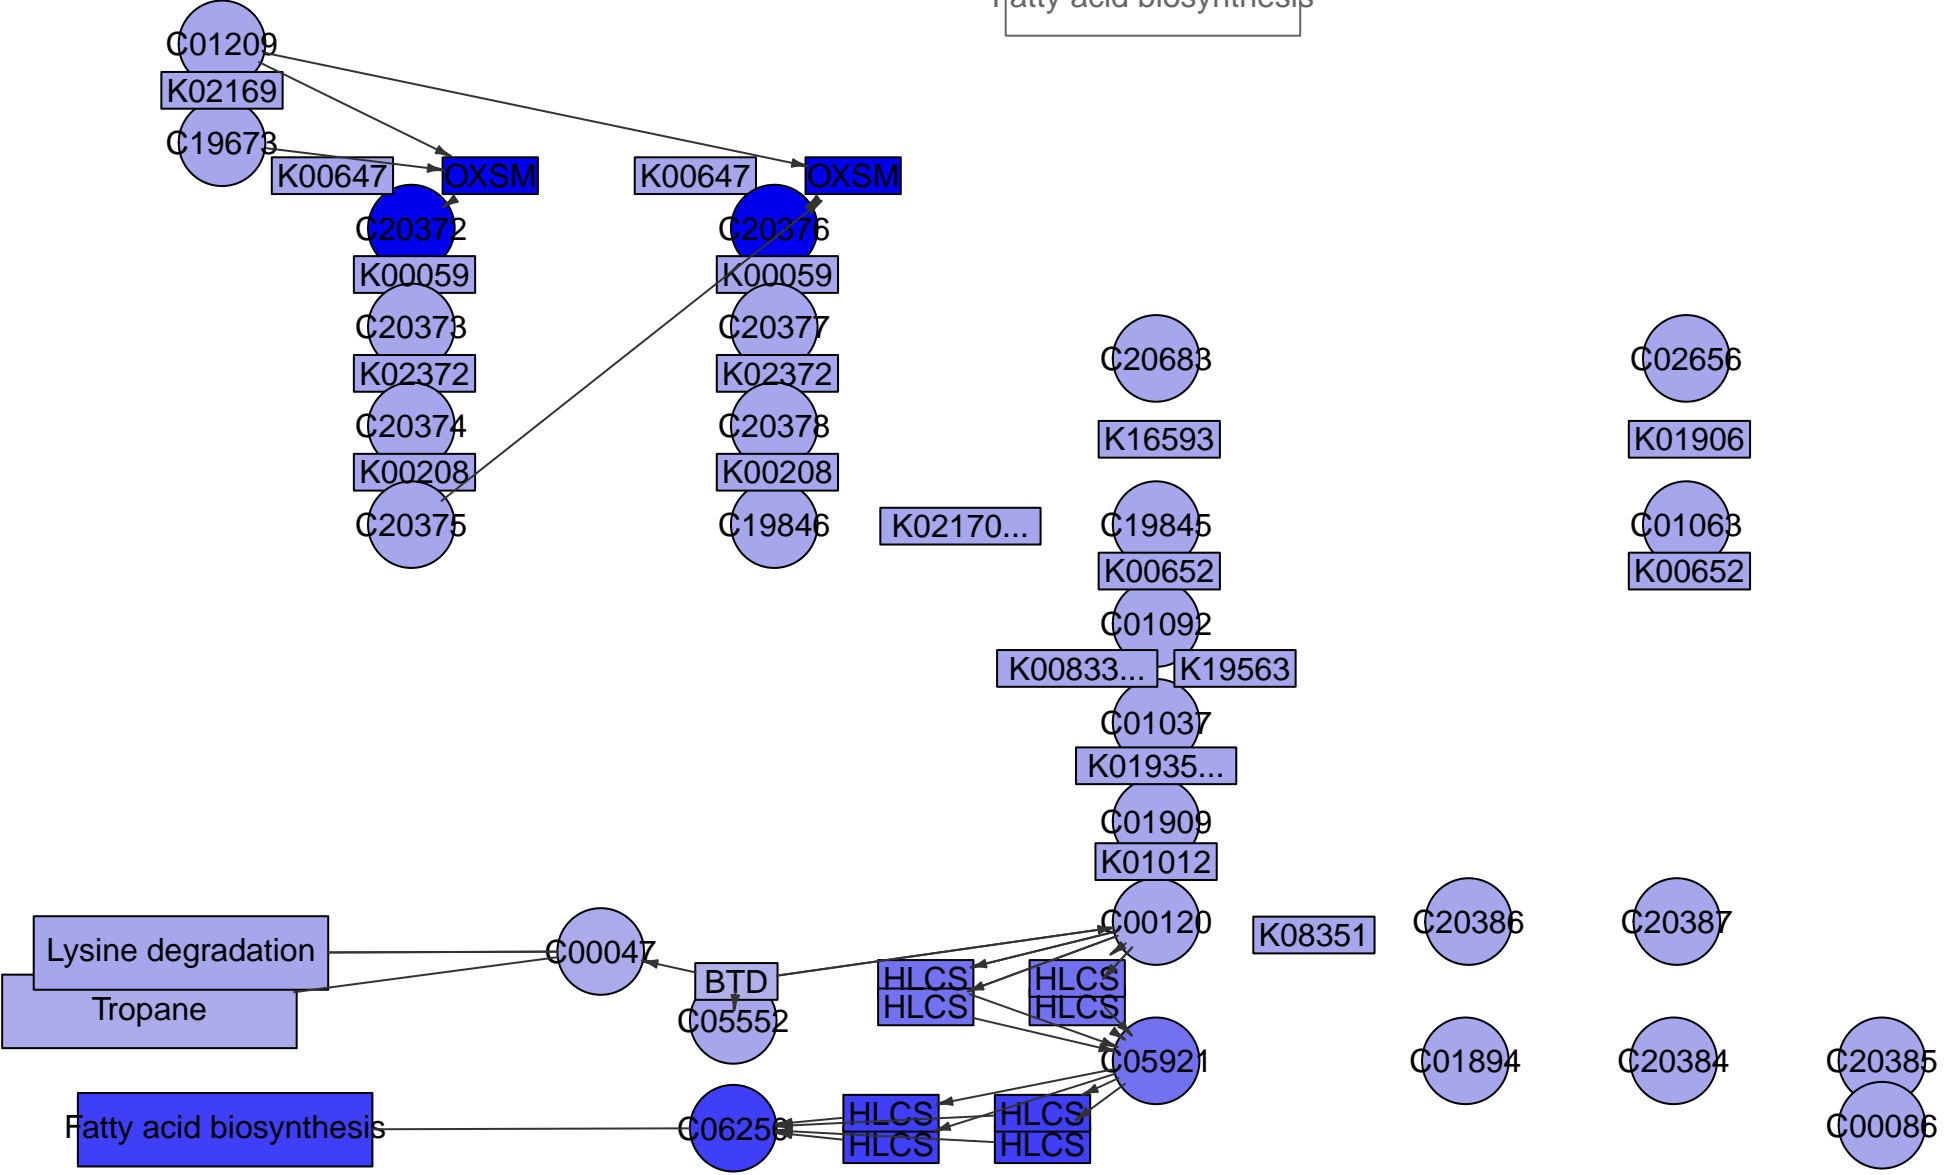 Fatty acid biosynthesis
C01209
K02169
C19673
K00647
OXSM
K00647
OXSM
C20372
C20376
K00059
K00059
C20373
C20377
C20683
C02656
K02372
K02372
C20374
C20378
K16593
K01906
K00208
K00208
C20375
C19846
K02170...
C19845
C01063
K00652
K00652
C01092
K00833...
K19563
C01037
K01935...
C01909
K01012
C00120
K08351
C20386
C20387
Lysine degradation
C00047
BTD
HLCS
HLCS
Tropane
HLCS
HLCS
C05552
C05921
C01894
C20384
C20385
Fatty acid biosynthesis
C06250
HLCS
HLCS
C00086
HLCS
HLCS